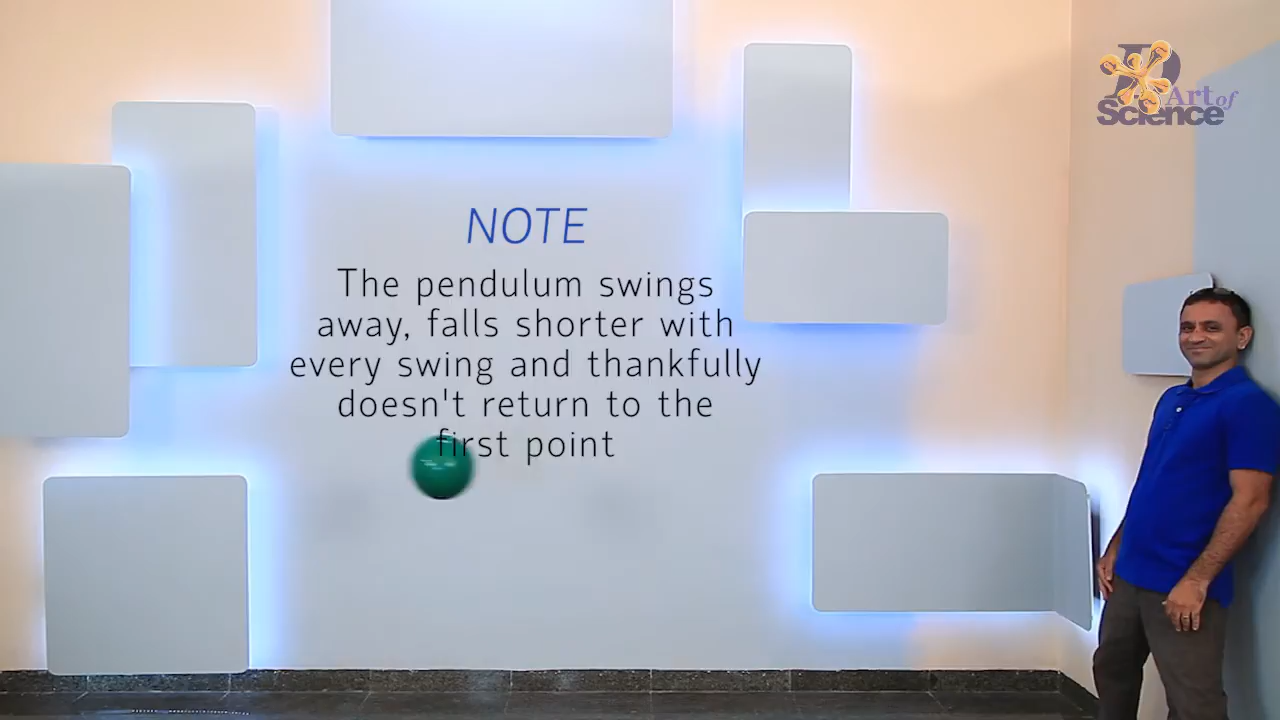 Art of
Science
NOTE
The pendulum swings
away, falls shorter with
every swing and thankfully
doesn't return to the
first point